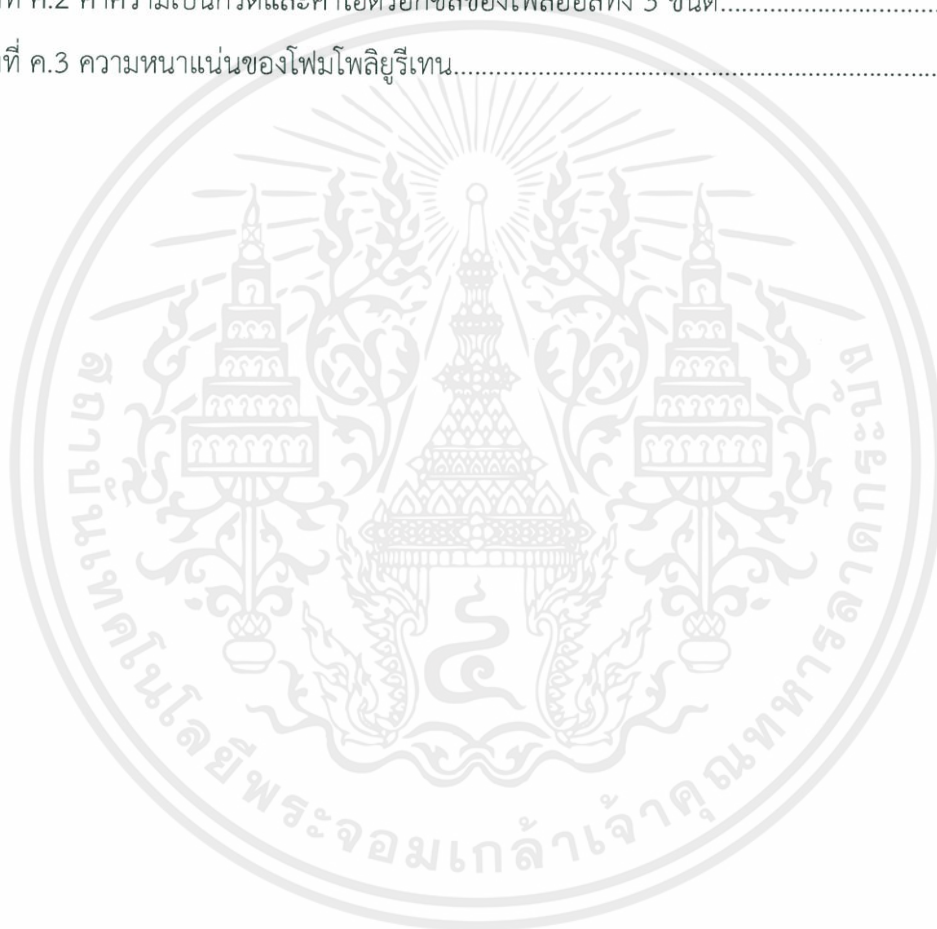 ที่ ค.2 ค่าความเป็นกรดและค่าไฮดรอกซิลของโพลิออลทั้ง 3 ชนิด
ที่ ค.3 ความหนาแน่นของโฟมโพลิยูรีเทน
สถาบันเทคโนโลยีพระจอมเกล้าเจ้าคุณทหารลาดกระบัง